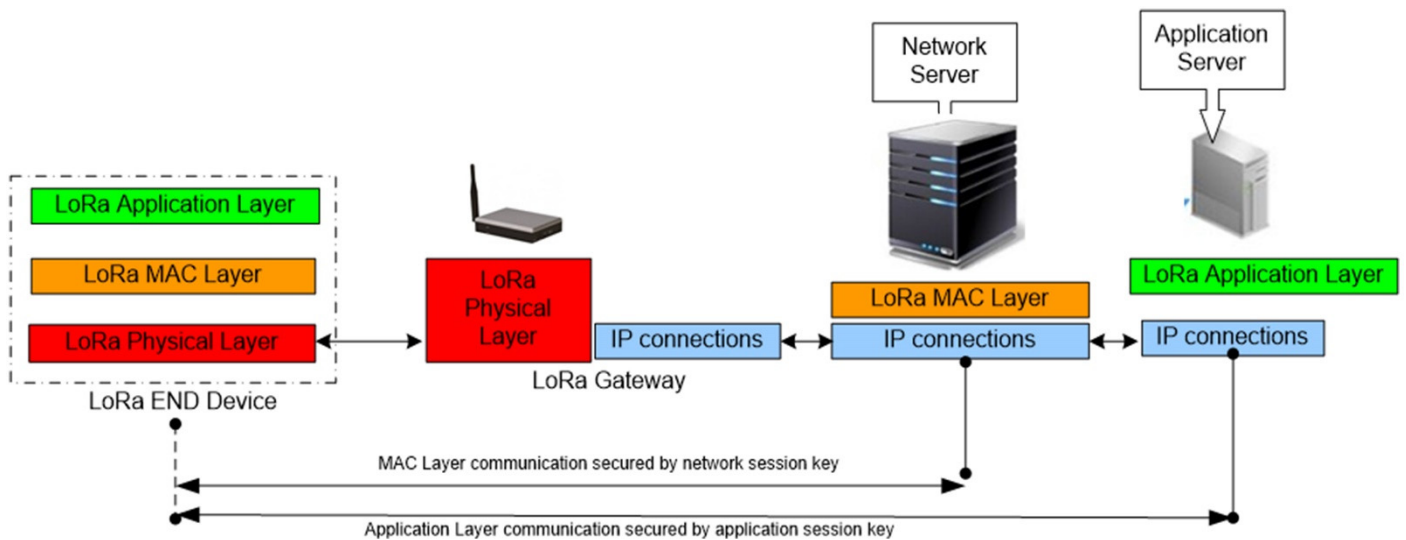 Network
Server
Application
Server
LoRa Application Layer
LoRa MAC Layer
LoRa Physical Layer
LoRa END Device
LoRa
Physical
Layer
IP connections
LoRa Gateway
LoRa MAC Layer
IP connections
LoRa Application Layer
IP connections
MAC Layer communication secured by network session key
Application Layer communication secured by application session key